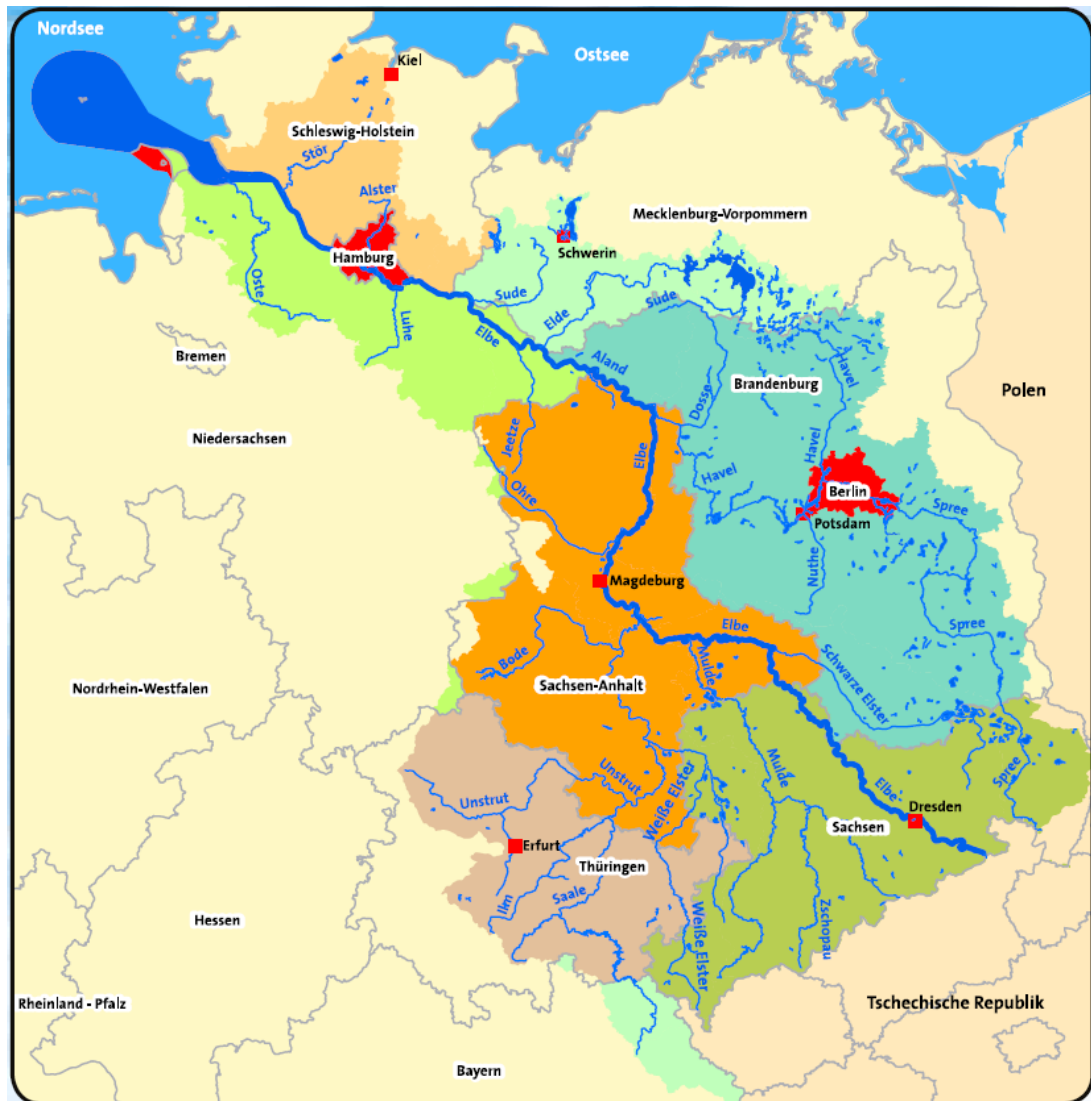 Nordsee
Ostsee
Kiel
Schleswig-Holstein
Stör
Alster
Mecklenburg-Vorpommern
Schwerin
Hamburg
Oste
Sude
Elde
Sude
Luhe
Elbe
Bremen
Aland
Havel
Brandenburg
Dosse
Polen
Niedersachsen
Jeetze
Elbe
Havel
Havel
Ohre
Berlin
Spree
Potsdam
Nuthe
Magdeburg
Elbe
Spree
Bode
Mulde
Schwarze Elster
Sachsen-Anhalt
Nordrhein-Westfalen
Mulde
Spree
Unstrut
Unstrut
Weiße Elster
Elbe
Dresden
Sachsen
Erfurt
Thüringen
Saale
Ilm
Hessen
Weiße Elster
Zschopau
Rheinland - Pfalz
Tschechische Republik
Bayern